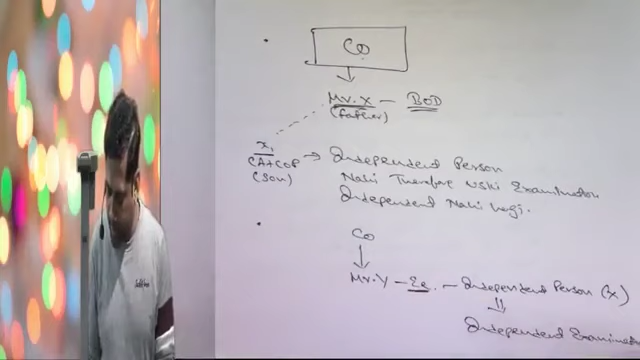 Co
Mr. X - BOD
(father)
X,
CA+COP → Independent Person
(Son) Nahi Therefore uski Examination
Independent Nahi hogi.
Co
Mr. Y - Ee. - Independent Person (X)
Independent Examinatio